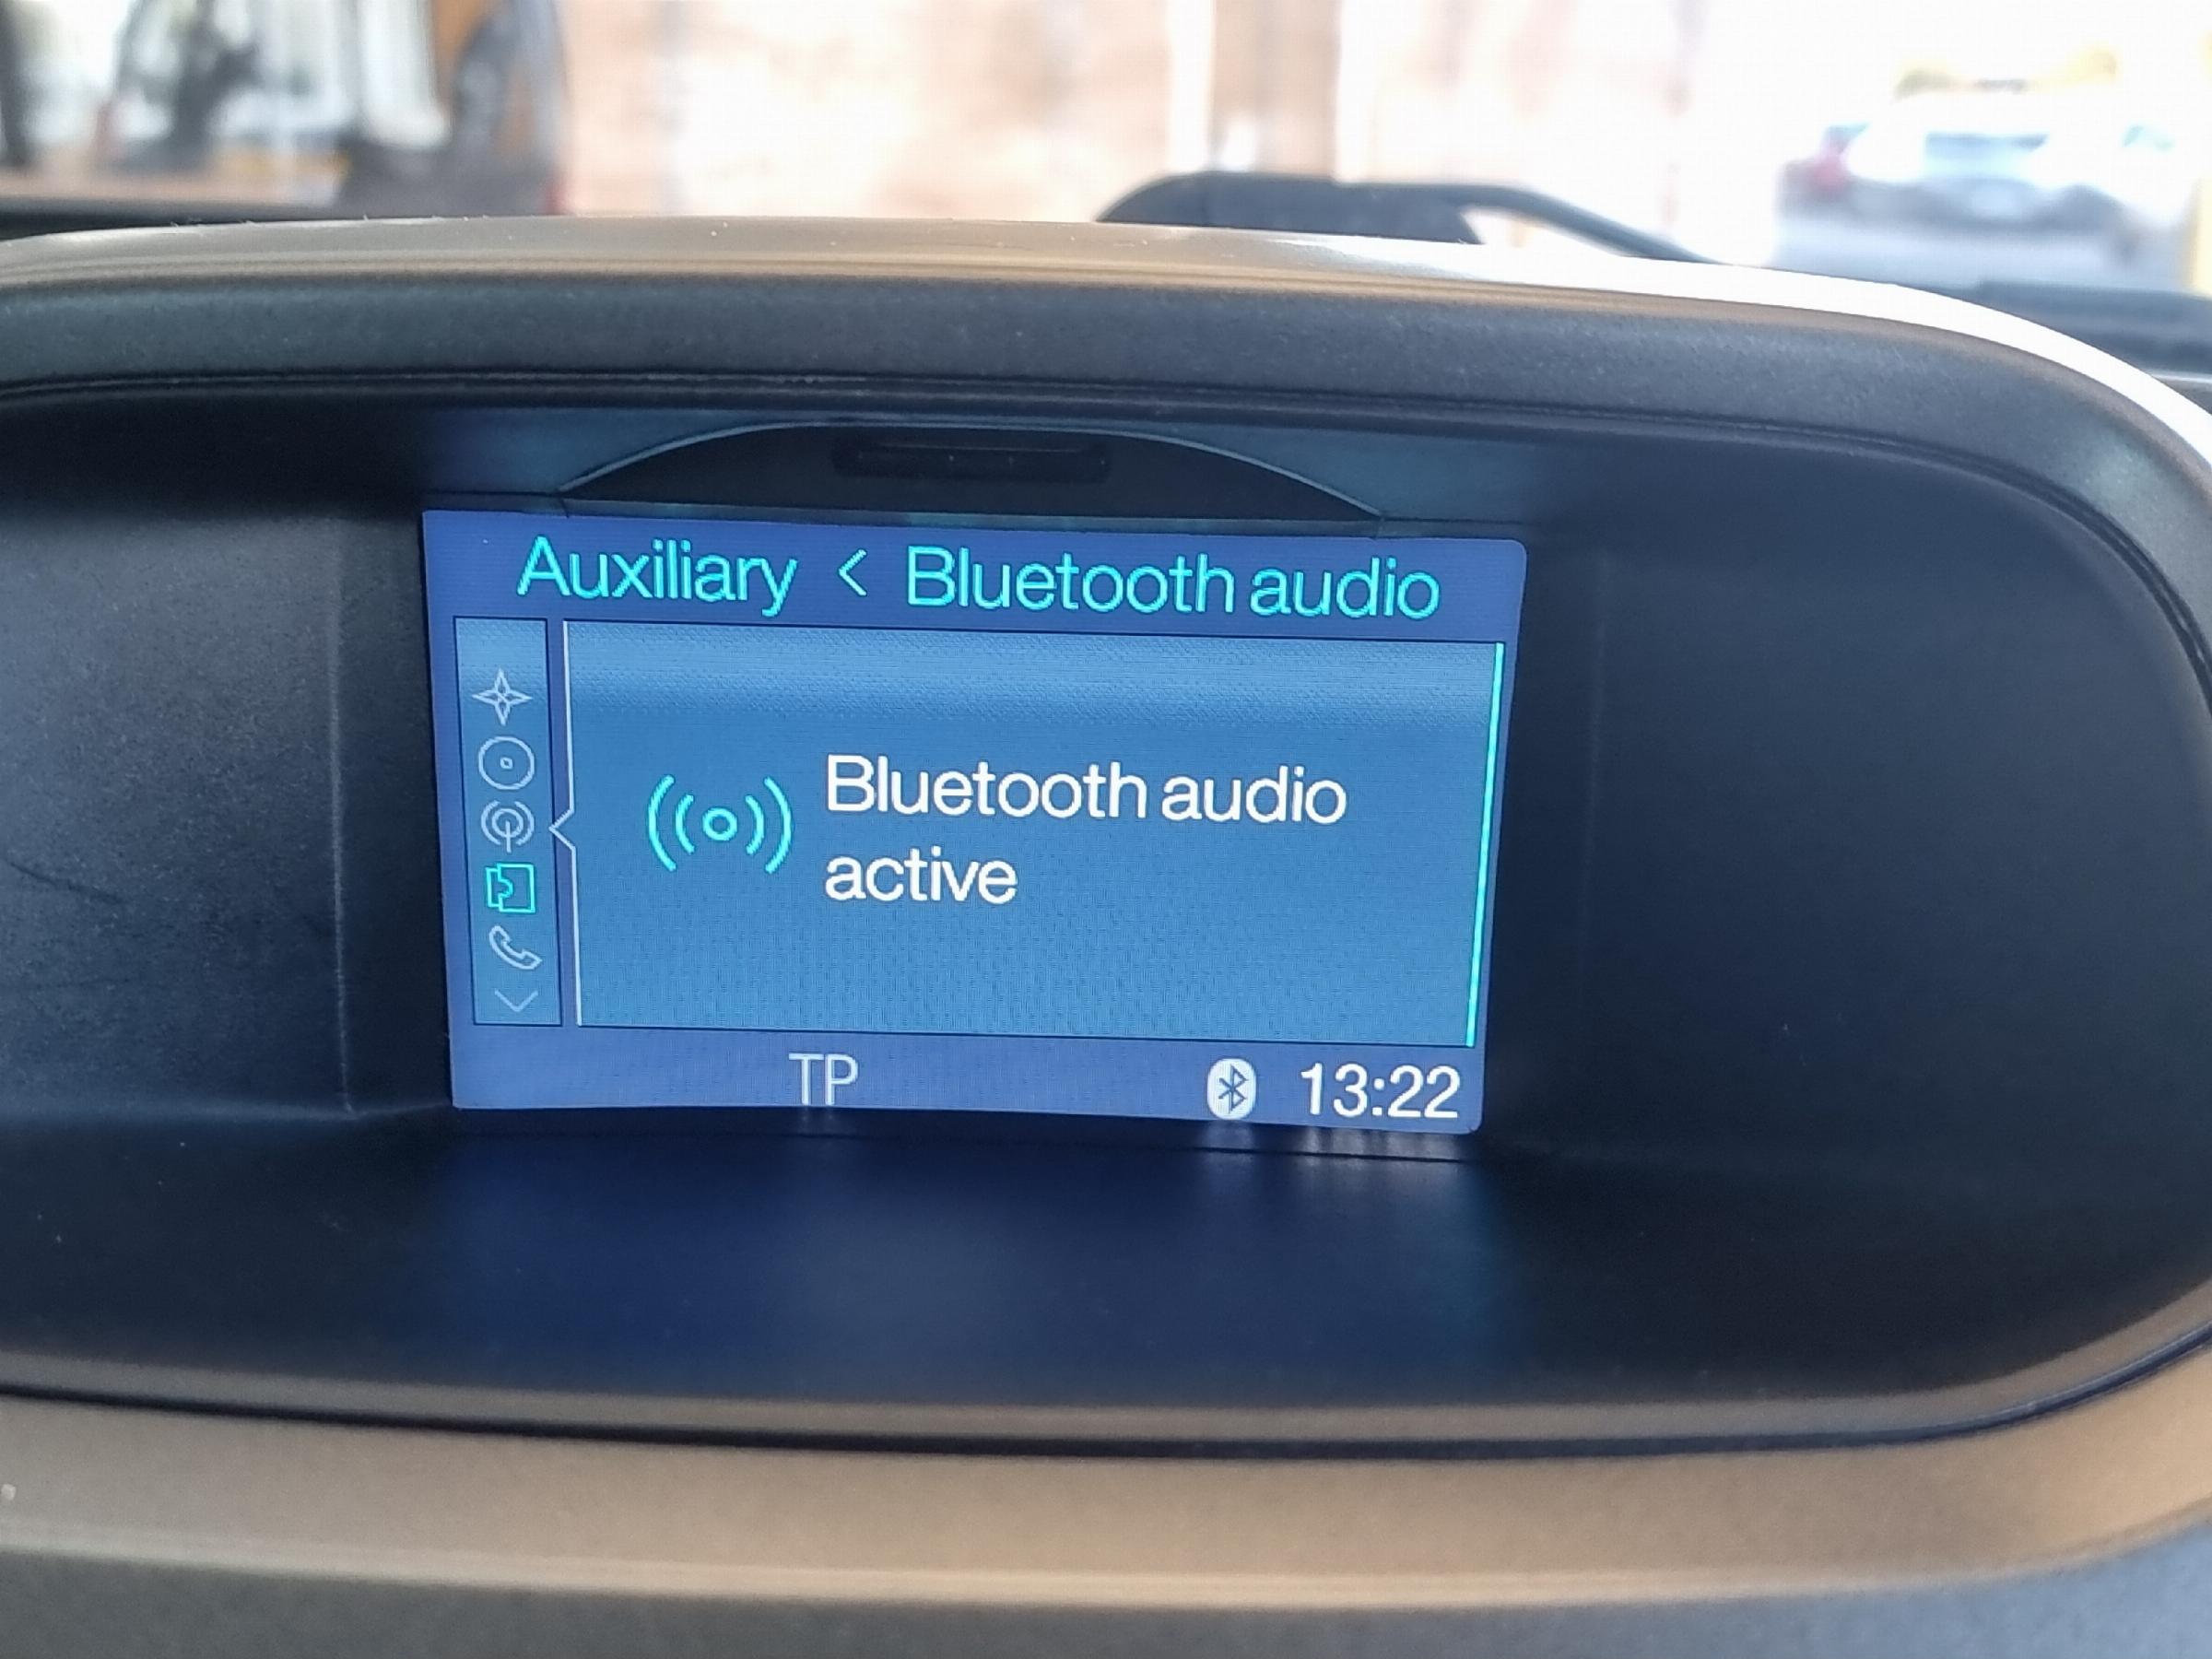 Auxiliary < Bluetooth audio
Bluetooth audio
active
TP 13:22